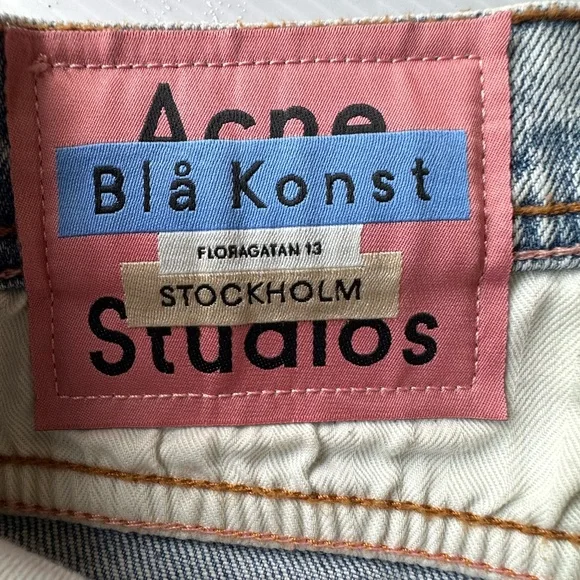 Acne
Blå Konst
FLORAGATAN 13
STOCKHOLM
Studios